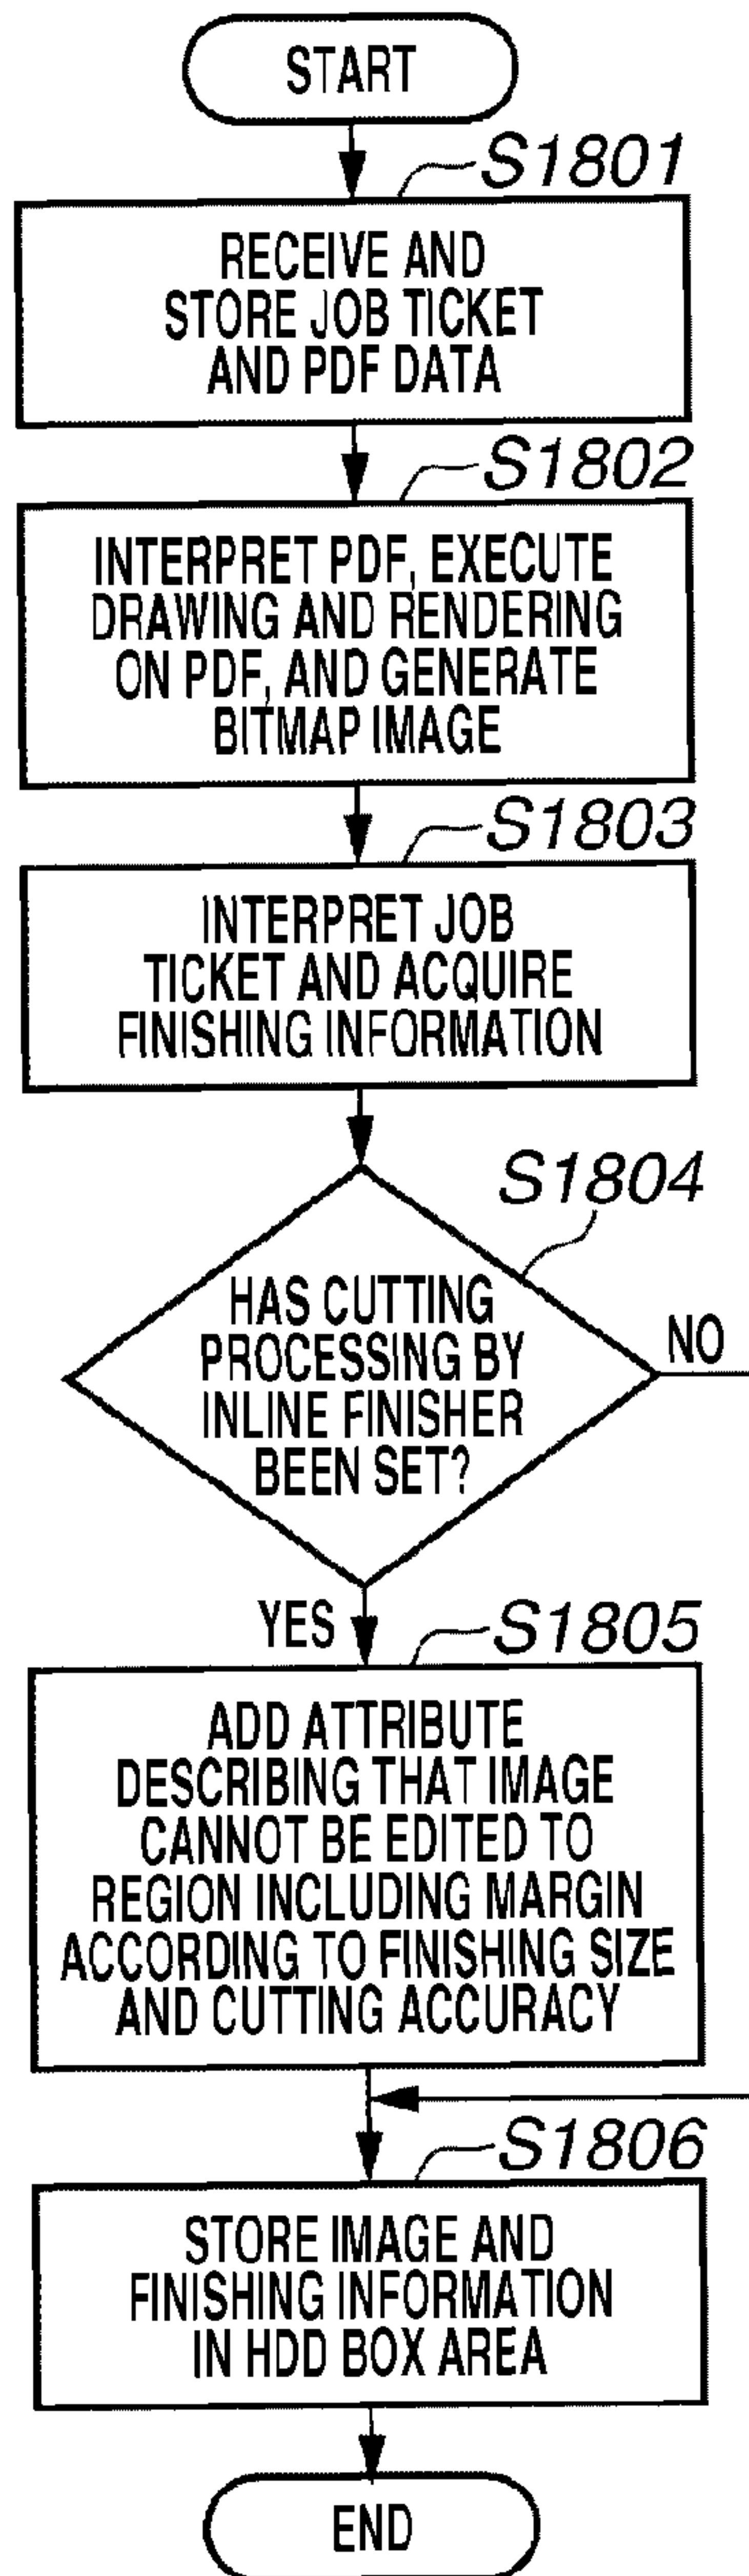 START
S1801
RECEIVE AND
STORE JOB TICKET
AND PDF DATA
S1802
INTERPRET PDF, EXECUTE
DRAWING AND RENDERING
ON PDF, AND GENERATE
BITMAP IMAGE
S1803
INTERPRET JOB
TICKET AND ACQUIRE
FINISHING INFORMATION
S1804
HAS CUTTING
PROCESSING BY
INLINE FINISHER
BEEN SET?
NO
YES
S1805
ADD ATTRIBUTE
DESCRIBING THAT IMAGE
CANNOT BE EDITED TO
REGION INCLUDING MARGIN
ACCORDING TO FINISHING SIZE
AND CUTTING ACCURACY
S1806
STORE IMAGE AND
FINISHING INFORMATION
IN HDD BOX AREA
END